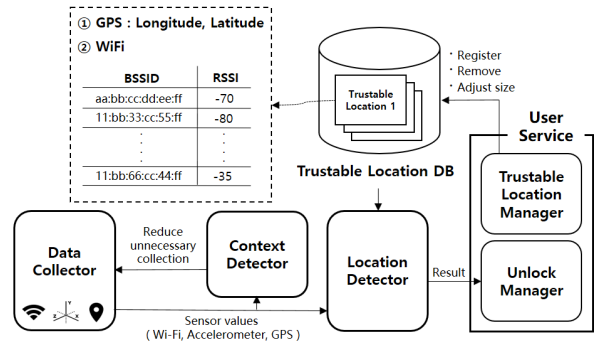 ① GPS : Longitude, Latitude
② WiFi
BSSID RSSI
aa:bb:cc:dd:ee:ff -70
11:bb:33:cc:55:ff -80
: :
: :
11:bb:66:cc:44:ff -35
Trustable
Location 1
Trustable Location DB
· Register
· Remove
· Adjust size
User
Service
Trustable
Location
Manager
Unlock
Manager
Data
Collector
Y
X
Z
Reduce
unnecessary
collection
Context
Detector
Location
Detector
Result
Sensor values
( Wi-Fi, Accelerometer, GPS )